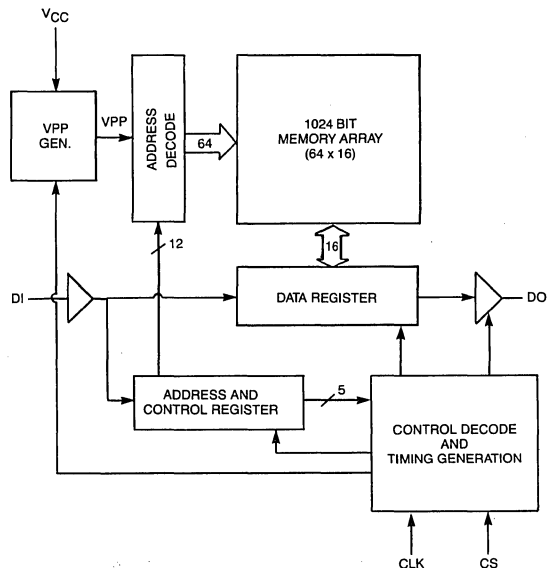 VCC
VPP
GEN.
VPP
ADDRESS
DECODE
64
1024 BIT
MEMORY ARRAY
(64 x 16)
16
12
DI
DATA REGISTER
DO
ADDRESS AND
CONTROL REGISTER
5
CONTROL DECODE
AND
TIMING GENERATION
CLK
CS